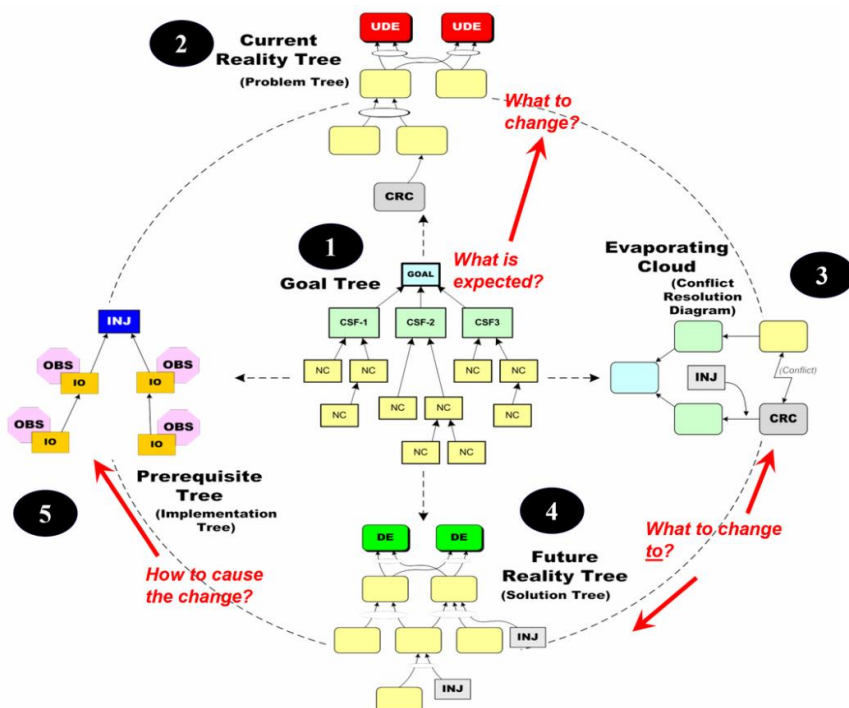 UDE
UDE
2
Current
Reality Tree
(Problem Tree)
What to
change?
CRC
1
Goal Tree
GOAL
What is
expected?
CSF-1
CSF-2
CSF3
NC
NC
NC
NC
NC
NC
NC
NC
NC
NC
Evaporating
Cloud
(Conflict
Resolution
Diagram)
3
INJ
(Conflict)
CRC
INJ
OBS
IO
IO
OBS
OBS
IO
IO
OBS
Prerequisite
Tree
(Implementation
Tree)
5
How to cause
the change?
DE
DE
4
Future
Reality Tree
(Solution Tree)
What to change
to?
INJ
INJ